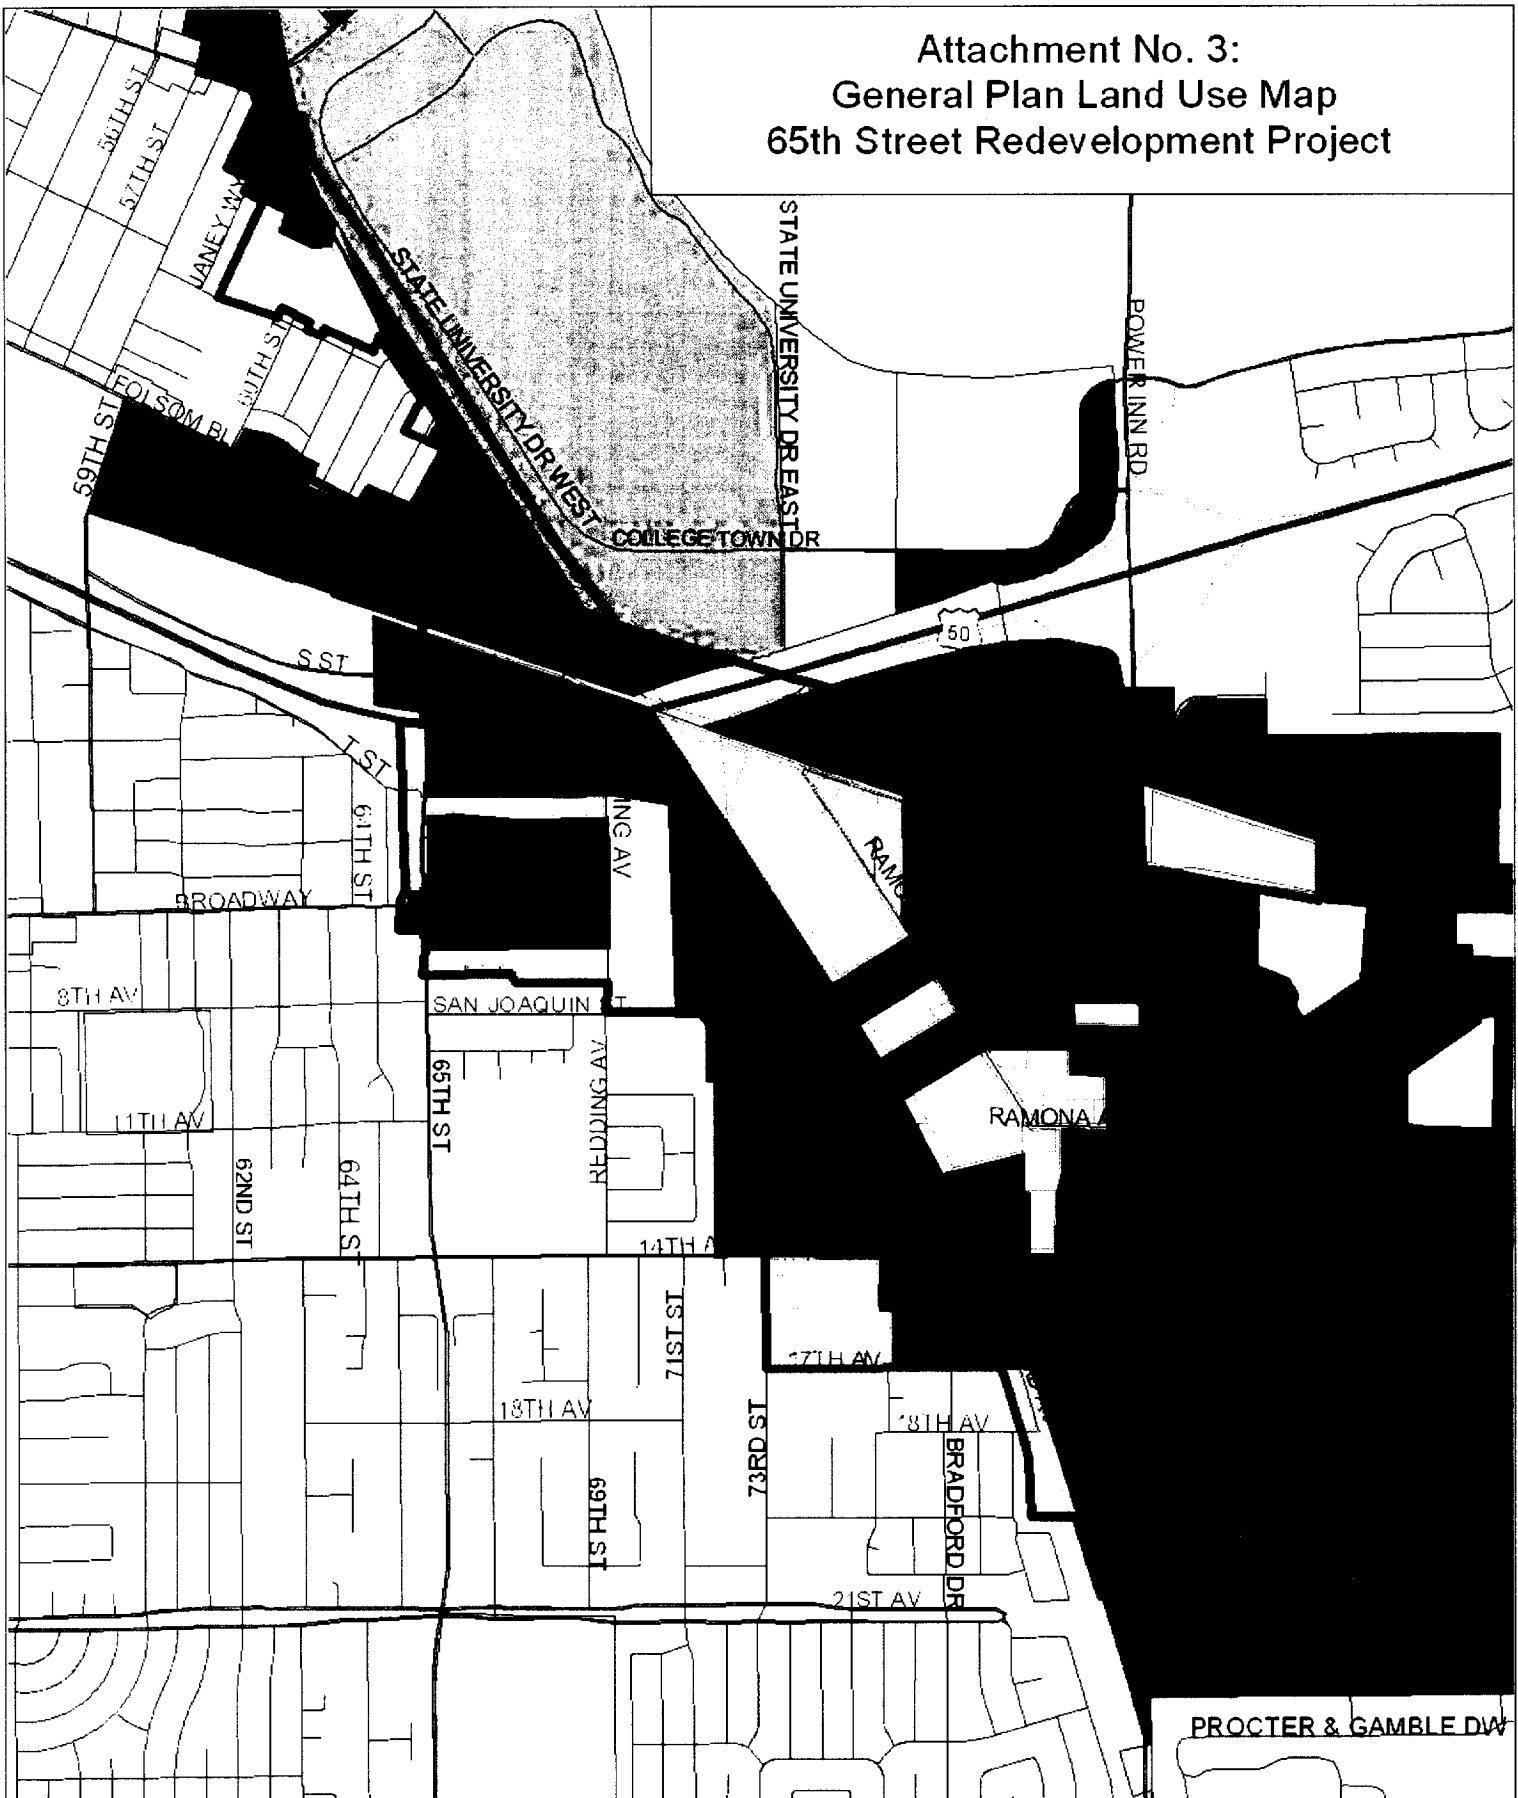 Attachment No. 3:
General Plan Land Use Map
65th Street Redevelopment Project
56TH ST
57TH ST
JANEY WY
STATE UNIVERSITY DR WEST
STATE UNIVERSITY DR EAST
POWER INN RD
60TH ST
FOLSOM BL
59TH ST
COLLEGE TOWN DR
50
S ST
T ST
61TH ST
ING AV
RAMO
BROADWAY
8TH AV
SAN JOAQUIN ST
65TH ST
REDDING AV
11TH AV
RAMONA A
62ND ST
64TH ST
14TH A
71ST ST
17TH AV
18TH AV
18TH AV
73RD ST
BRADFORD DR
69TH ST
21ST AV
PROCTER & GAMBLE DW